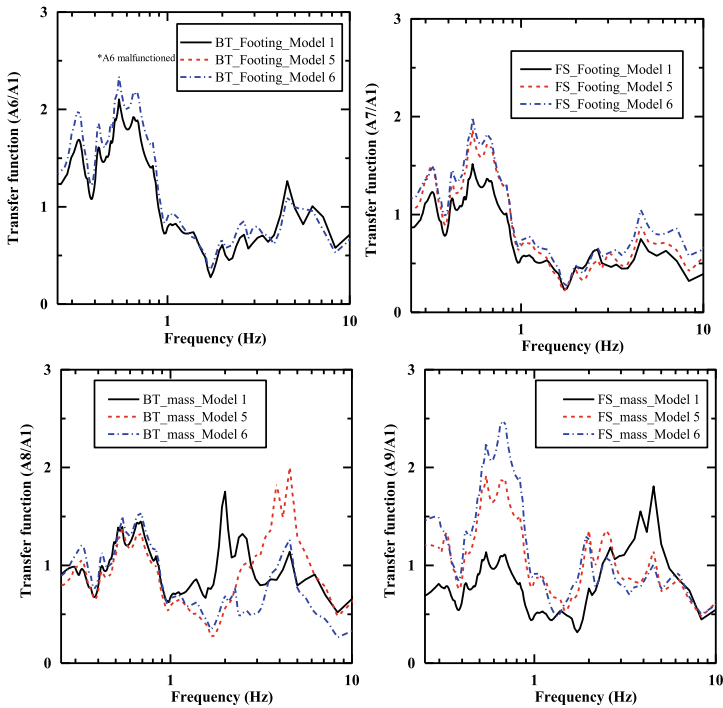 Transfer function (A6/A1)
3
2
1
0
*A6 malfunctioned
BT_Footing_Model 1
BT_Footing_Model 5
BT_Footing_Model 6
1
10
Frequency (Hz)
Transfer function (A7/A1)
3
2
1
0
FS_Footing_Model 1
FS_Footing_Model 5
FS_Footing_Model 6
1
10
Frequency (Hz)
Transfer function (A8/A1)
3
2
1
0
BT_mass_Model 1
BT_mass_Model 5
BT_mass_Model 6
1
10
Frequency (Hz)
Transfer function (A9/A1)
3
2
1
0
FS_mass_Model 1
FS_mass_Model 5
FS_mass_Model 6
1
10
Frequency (Hz)